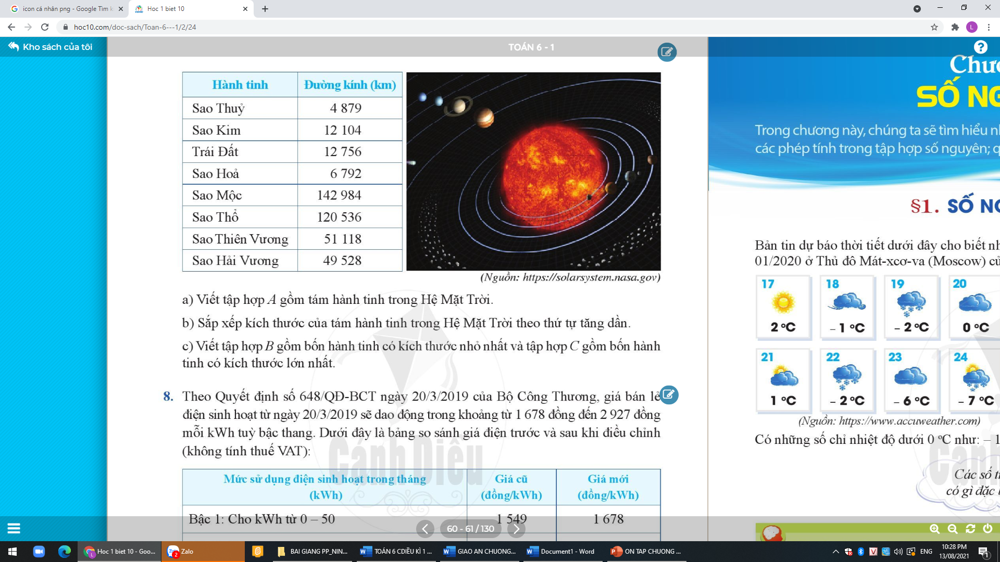 icon cá nhân png - Google Tìm k
Hoc 1 biet 10
hoc10.com/doc-sach/Toan-6---1/2/24
L
Kho sách của tôi
TOÁN 6 - 1
?
Hành tinh Đường kính (km)
Sao Thuỷ 4 879
Sao Kim 12 104
Trái Đất 12 756
Sao Hoả 6 792
Sao Mộc 142 984
Sao Thổ 120 536
Sao Thiên Vương 51 118
Sao Hải Vương 49 528
(Nguồn: https://solarsystem.nasa.gov)
a) Viết tập hợp A gồm tám hành tinh trong Hệ Mặt Trời.
b) Sắp xếp kích thước của tám hành tinh trong Hệ Mặt Trời theo thứ tự tăng dần.
c) Viết tập hợp B gồm bốn hành tinh có kích thước nhỏ nhất và tập hợp C gồm bốn hành
tinh có kích thước lớn nhất.
8. Theo Quyết định số 648/QĐ-BCT ngày 20/3/2019 của Bộ Công Thương, giá bán lẻ
điện sinh hoạt từ ngày 20/3/2019 sẽ dao động trong khoảng từ 1 678 đồng đến 2 927 đồng
mỗi kWh tuỳ bậc thang. Dưới đây là bảng so sánh giá điện trước và sau khi điều chỉnh
(không tính thuế VAT):
Cánh Diều
Mức sử dụng điện sinh hoạt trong tháng Giá cũ Giá mới
(kWh) (đồng/kWh) (đồng/kWh)
Bậc 1: Cho kWh từ 0 – 50 1 549 1 678
60 - 61 / 130
Chươ
SỐ NG
Trong chương này, chúng ta sẽ tìm hiểu nh
các phép tính trong tập hợp số nguyên; q
§1. SỐ NG
Bản tin dự báo thời tiết dưới đây cho biết nh
01/2020 ở Thủ đô Mát-xcơ-va (Moscow) củ
17 18 19 20
2 °C – 1 °C – 2 °C 0 °C
21 22 23 24
1 °C – 2 °C – 6 °C – 7 °C
(Nguồn: https://www.accuweather.com)
Có những số chỉ nhiệt độ dưới 0 °C như: – 1
Các số t
có gì đặc b
Hoc 1 biet 10 - Goo...
Zalo
2
BAI GIANG PP_NIN...
TOÁN 6 CDIỀU KÌ 1 ...
GIAO AN CHUONG...
Document1 - Word
ON TAP CHUONG ...
ENG
10:28 PM
13/08/2021
1